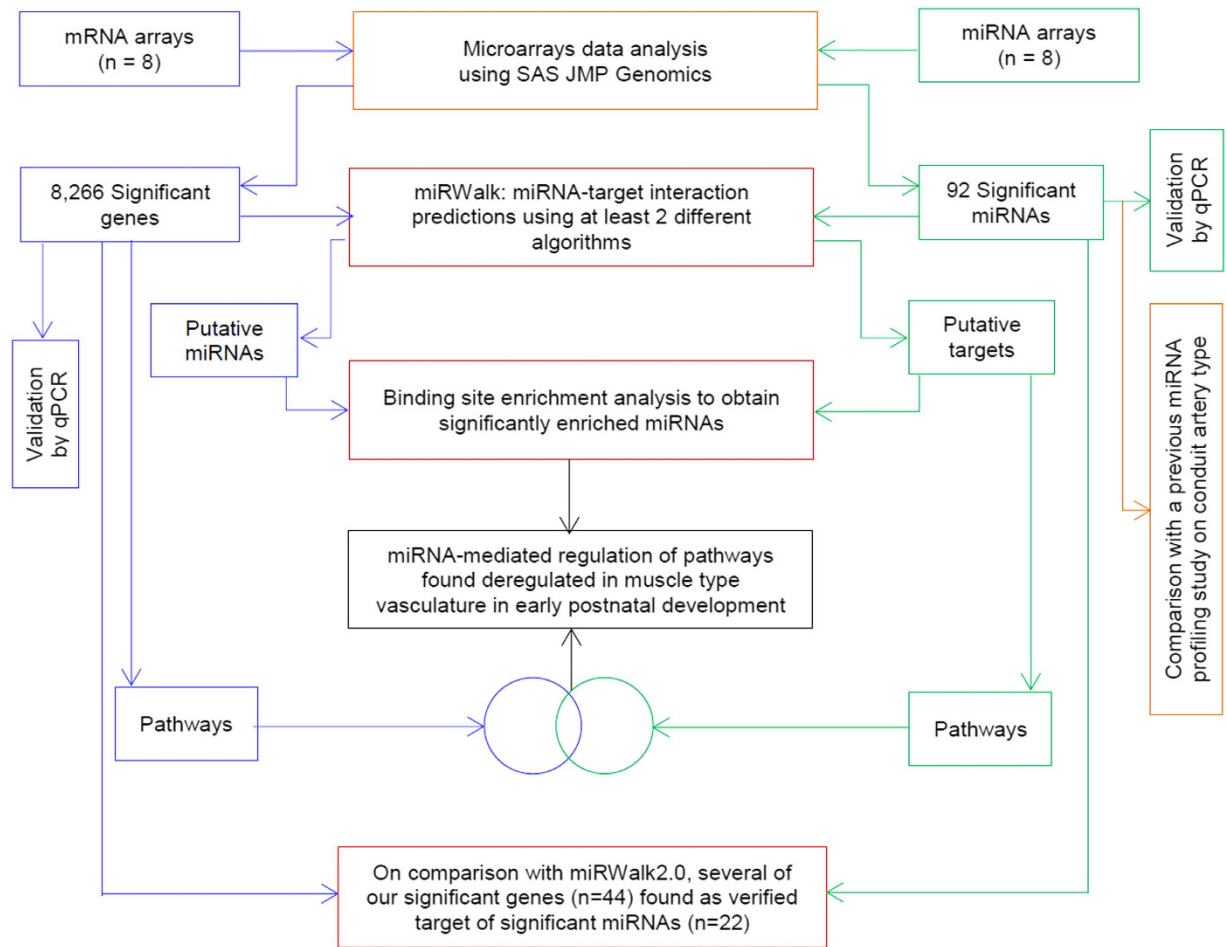 mRNA arrays
(n = 8)
Microarrays data analysis
using SAS JMP Genomics
miRNA arrays
(n = 8)
8,266 Significant
genes
miRWalk: miRNA-target interaction
predictions using at least 2 different
algorithms
92 Significant
miRNAs
Validation
by qPCR
Putative
miRNAs
Putative
targets
Validation
by qPCR
Binding site enrichment analysis to obtain
significantly enriched miRNAs
Comparison with a previous miRNA
profiling study on conduit artery type
miRNA-mediated regulation of pathways
found deregulated in muscle type
vasculature in early postnatal development
Pathways
Pathways
On comparison with miRWalk2.0, several of
our significant genes (n=44) found as verified
target of significant miRNAs (n=22)